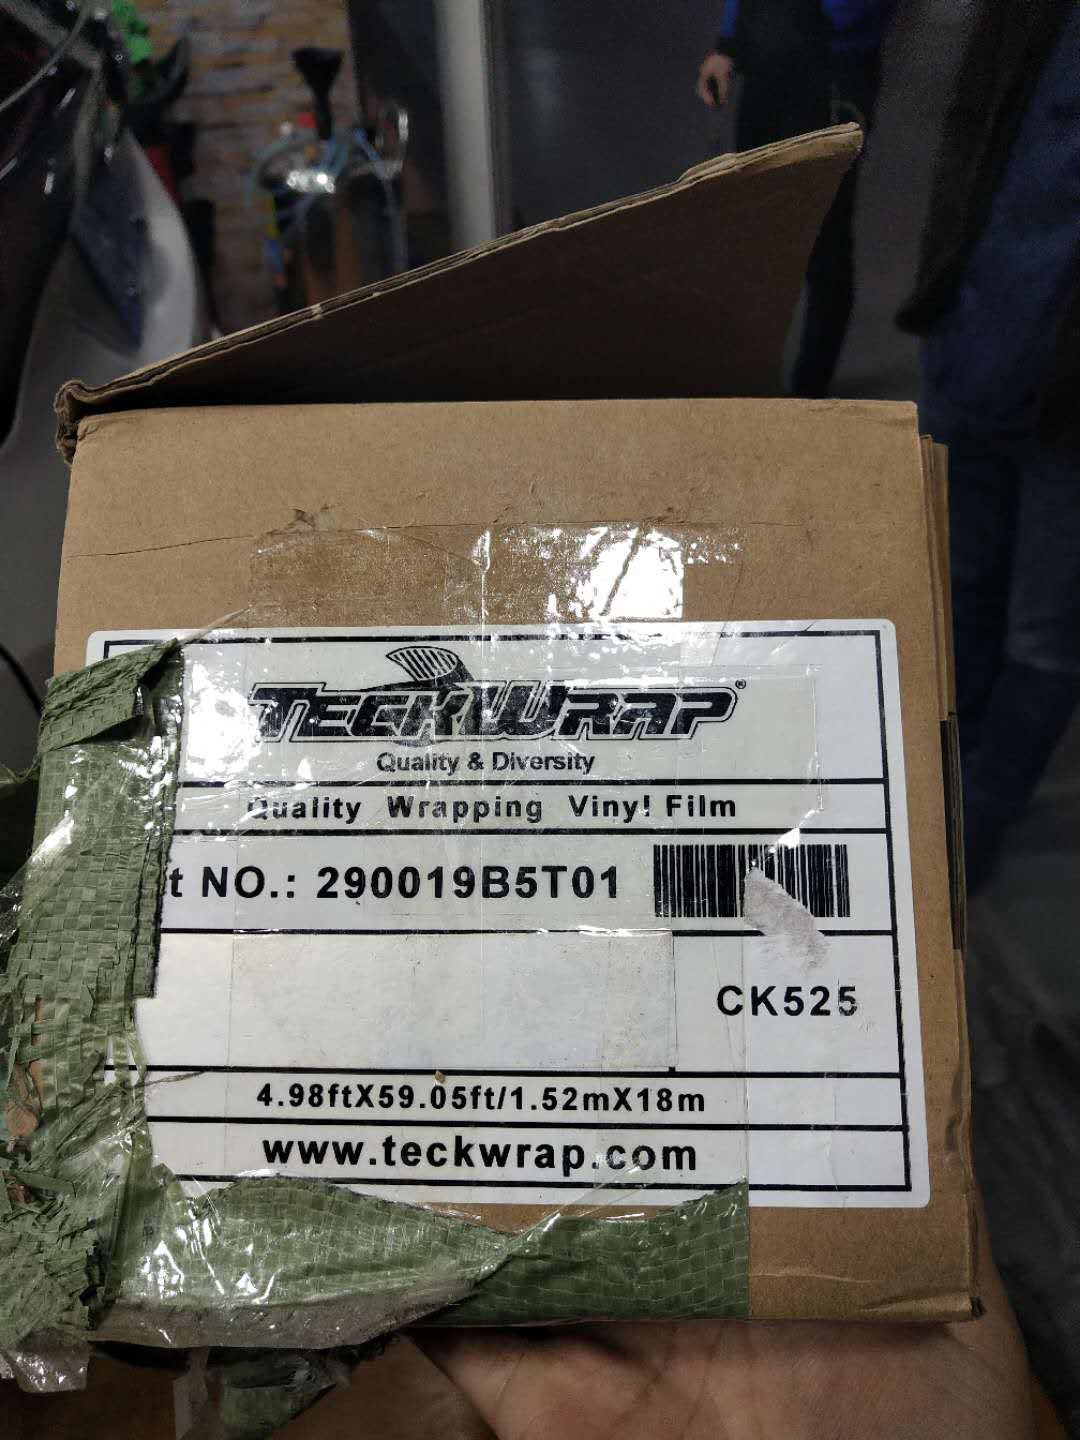 TECKWRAP®
Quality & Diversity
Quality Wrapping Vinyl Film
t NO.: 290019B5T01
CK525
4.98ftX59.05ft/1.52mX18m
www.teckwrap.com